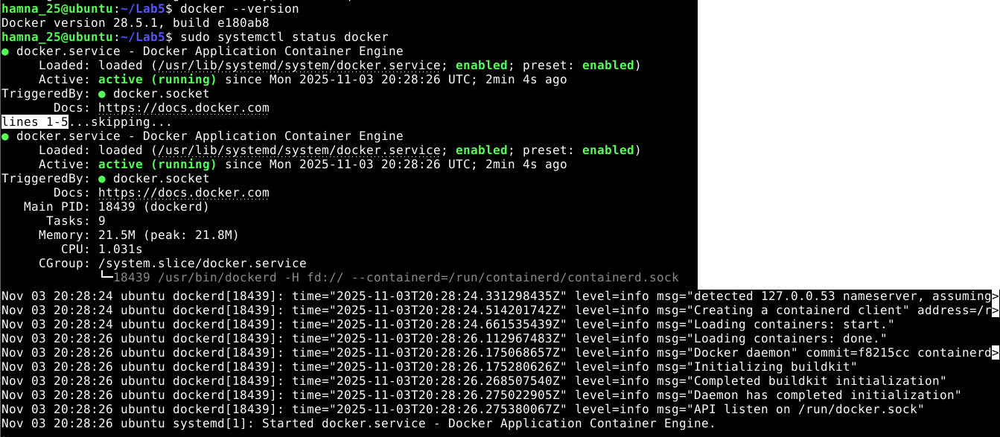 hamna_25@ubuntu:~/Lab5$ docker --version
Docker version 28.5.1, build e180ab8
hamna_25@ubuntu:~/Lab5$ sudo systemctl status docker
● docker.service - Docker Application Container Engine
     Loaded: loaded (/usr/lib/systemd/system/docker.service; enabled; preset: enabled)
     Active: active (running) since Mon 2025-11-03 20:28:26 UTC; 2min 4s ago
TriggeredBy: ● docker.socket
       Docs: https://docs.docker.com
lines 1-5...skipping...
● docker.service - Docker Application Container Engine
     Loaded: loaded (/usr/lib/systemd/system/docker.service; enabled; preset: enabled)
     Active: active (running) since Mon 2025-11-03 20:28:26 UTC; 2min 4s ago
TriggeredBy: ● docker.socket
       Docs: https://docs.docker.com
   Main PID: 18439 (dockerd)
      Tasks: 9
     Memory: 21.5M (peak: 21.8M)
        CPU: 1.031s
     CGroup: /system.slice/docker.service
             └─18439 /usr/bin/dockerd -H fd:// --containerd=/run/containerd/containerd.sock
Nov 03 20:28:24 ubuntu dockerd[18439]: time="2025-11-03T20:28:24.331298435Z" level=info msg="detected 127.0.0.53 nameserver, assuming>
Nov 03 20:28:24 ubuntu dockerd[18439]: time="2025-11-03T20:28:24.514201742Z" level=info msg="Creating a containerd client" address=/r>
Nov 03 20:28:24 ubuntu dockerd[18439]: time="2025-11-03T20:28:24.661535439Z" level=info msg="Loading containers: start."
Nov 03 20:28:26 ubuntu dockerd[18439]: time="2025-11-03T20:28:26.112967483Z" level=info msg="Loading containers: done."
Nov 03 20:28:26 ubuntu dockerd[18439]: time="2025-11-03T20:28:26.175068657Z" level=info msg="Docker daemon" commit=f8215cc containerd>
Nov 03 20:28:26 ubuntu dockerd[18439]: time="2025-11-03T20:28:26.175280626Z" level=info msg="Initializing buildkit"
Nov 03 20:28:26 ubuntu dockerd[18439]: time="2025-11-03T20:28:26.268507540Z" level=info msg="Completed buildkit initialization"
Nov 03 20:28:26 ubuntu dockerd[18439]: time="2025-11-03T20:28:26.275022905Z" level=info msg="Daemon has completed initialization"
Nov 03 20:28:26 ubuntu dockerd[18439]: time="2025-11-03T20:28:26.275380067Z" level=info msg="API listen on /run/docker.sock"
Nov 03 20:28:26 ubuntu systemd[1]: Started docker.service - Docker Application Container Engine.